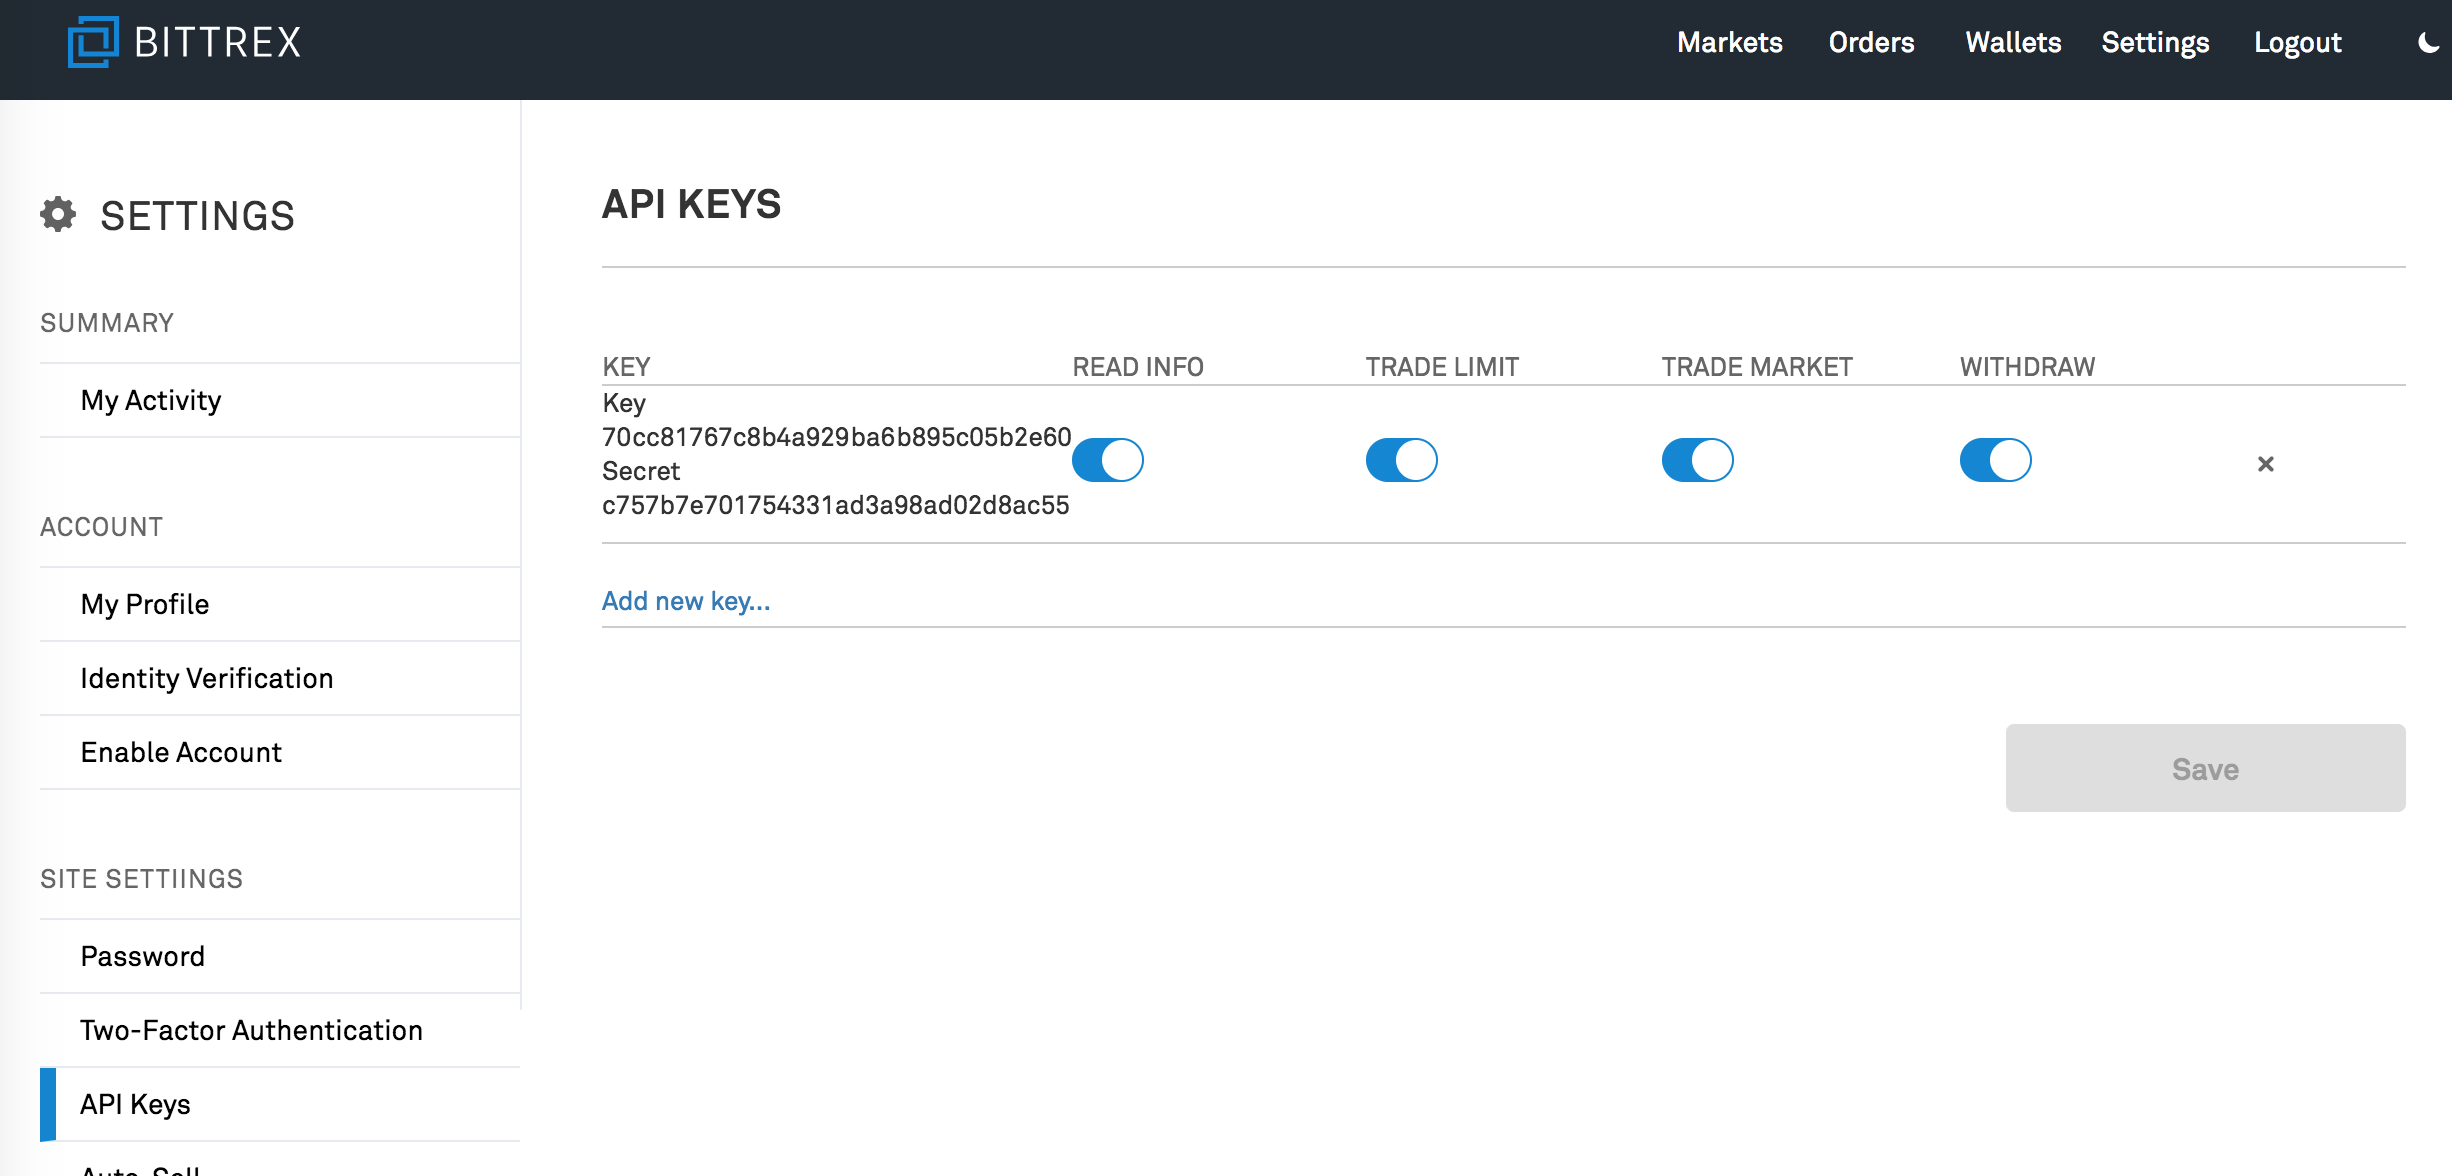 BITTREX
Markets Orders Wallets Settings Logout
SETTINGS
SUMMARY
My Activity
ACCOUNT
My Profile
Identity Verification
Enable Account
SITE SETTIINGS
Password
Two-Factor Authentication
API Keys
Auto-Sell
API KEYS
KEY READ INFO TRADE LIMIT TRADE MARKET WITHDRAW
Key
70cc81767c8b4a929ba6b895c05b2e60
Secret
c757b7e701754331ad3a98ad02d8ac55
Add new key...
Save